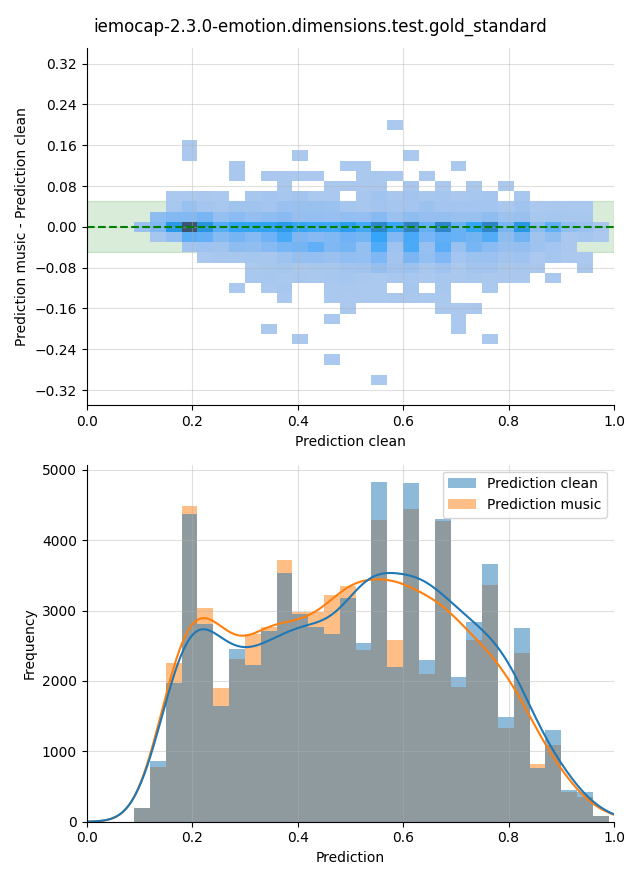 iemocap-2.3.0-emotion.dimensions.test.gold_standard
Prediction music - Prediction clean
0.32
0.24
0.16
0.08
0.00
−0.08
−0.16
−0.24
−0.32
0.0 0.2 0.4 0.6 0.8 1.0
Prediction clean
Frequency
5000
4000
3000
2000
1000
0
Prediction clean
Prediction music
0.0 0.2 0.4 0.6 0.8 1.0
Prediction